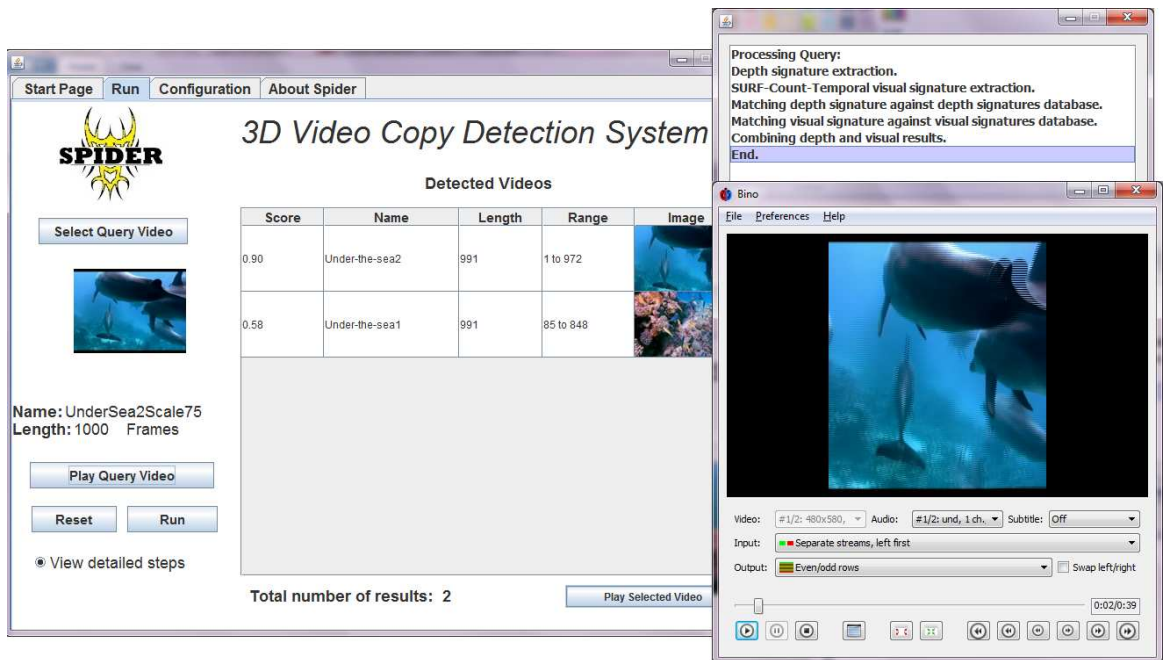 Start Page Run Configuration About Spider
SPIDER
3D Video Copy Detection System
Detected Videos
Select Query Video
Score Name Length Range Image
0.90 Under-the-sea2 991 1 to 972
0.58 Under-the-sea1 991 85 to 848
Name: UnderSea2Scale75
Length: 1000 Frames
Play Query Video
Reset Run
View detailed steps
Total number of results: 2
Play Selected Video
Processing Query:
Depth signature extraction.
SURF-Count-Temporal visual signature extraction.
Matching depth signature against depth signatures database.
Matching visual signature against visual signatures database.
Combining depth and visual results.
End.
Bino
File Preferences Help
Video: #1/2: 480x580, Audio: #1/2: und, 1 ch., Subtitle: Off
Input: Separate streams, left first
Output: Even/odd rows Swap left/right
0:02/0:39